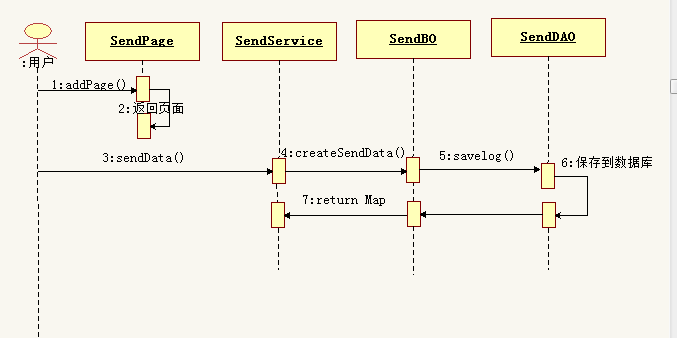 SendPage
SendService
SendBO
SendDAO
:用户
1:addPage()
2:返回页面
3:sendData()
4:createSendData()
5:savelog()
6:保存到数据库
7:return Map